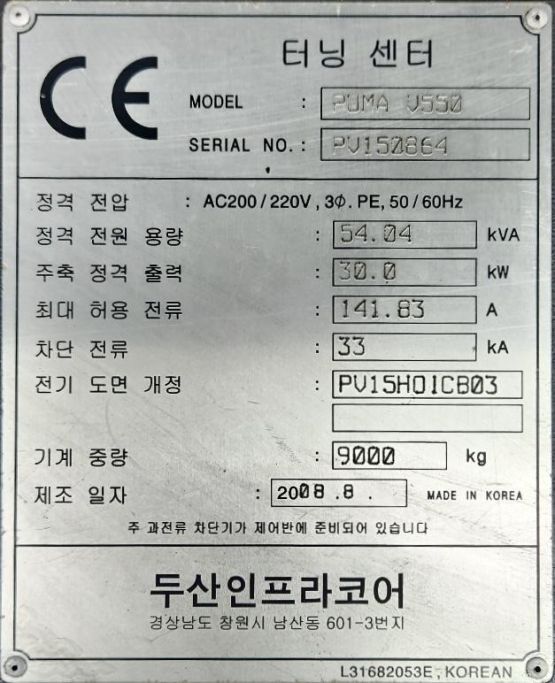 CE
터닝 센터
MODEL : PUMA V550
SERIAL NO. : PV150864
정격 전압 : AC200/220V, 3Φ. PE, 50/60Hz
정격 전원 용량 : 54.04 kVA
주축 정격 출력 : 30.0 kW
최대 허용 전류 : 141.83 A
차단 전류 : 33 kA
전기 도면 개정 : PV15H01CB03
기계 중량 : 9000 kg
제조 일자 : 2008.8. MADE IN KOREA
주 과전류 차단기가 제어반에 준비되어 있습니다
두산인프라코어
경상남도 창원시 남산동 601-3번지
L31682053E, KOREAN